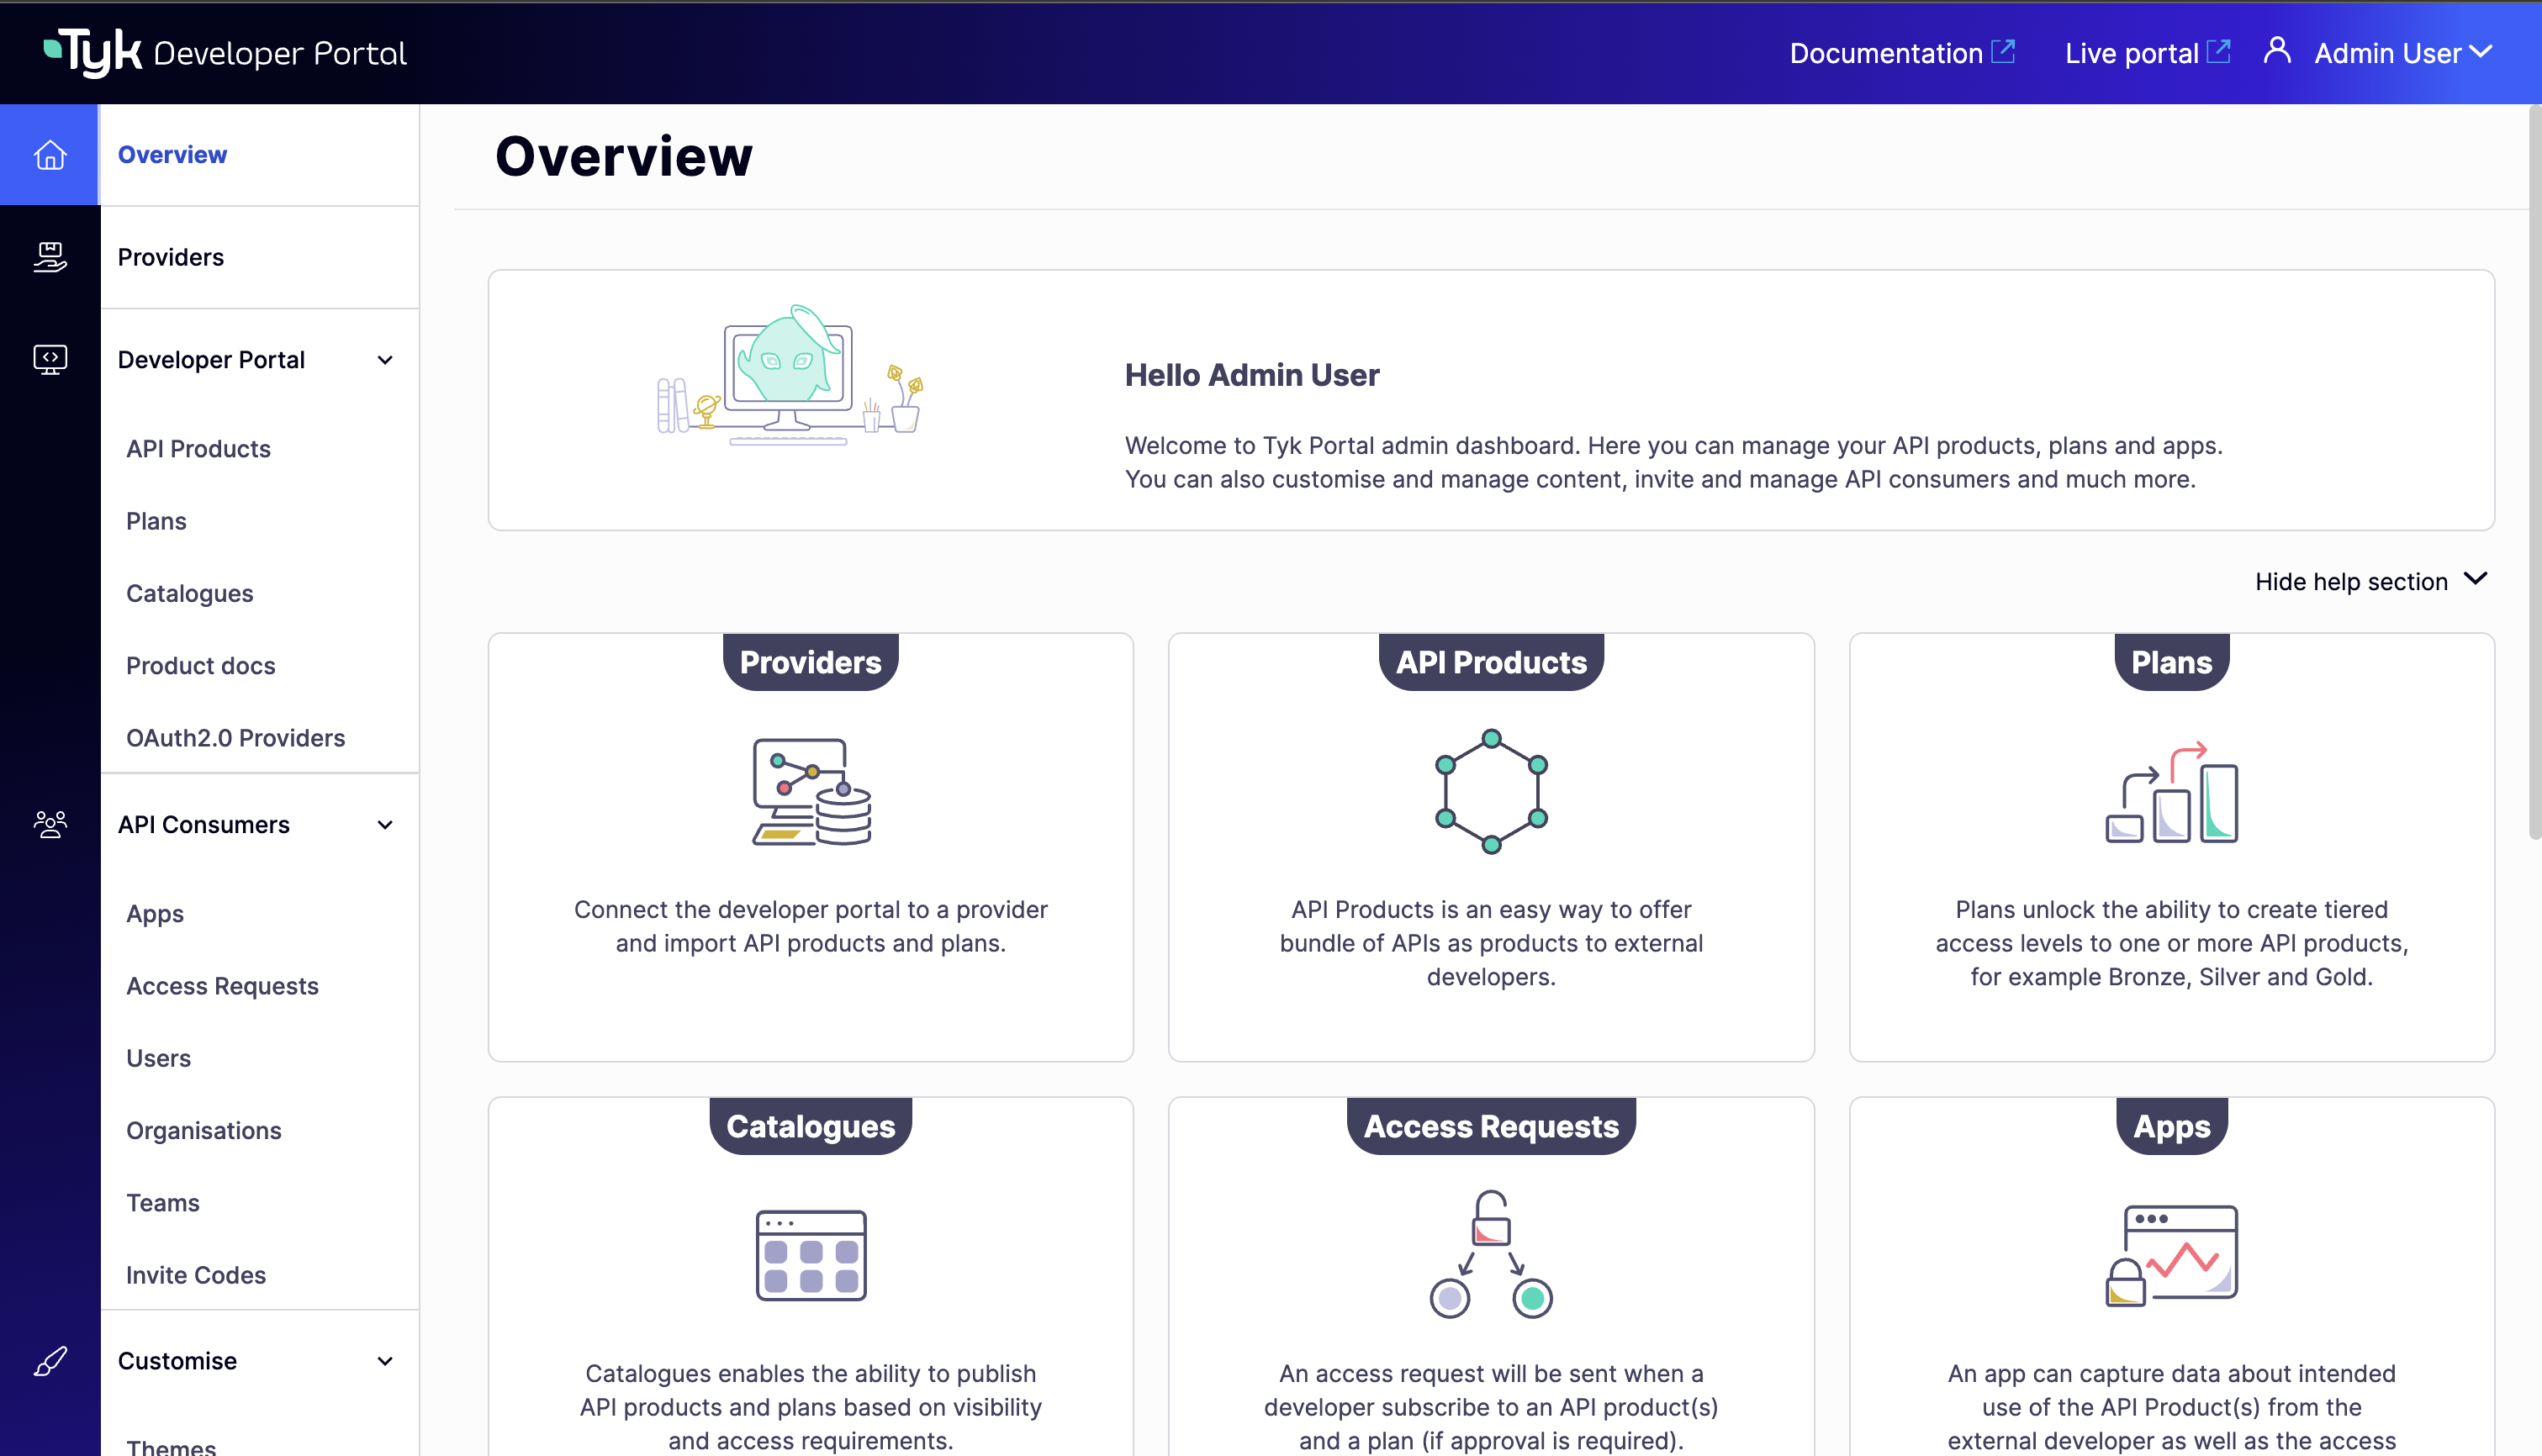 Tyk Developer Portal
Documentation
Live portal
Admin User
Overview
Providers
Developer Portal
API Products
Plans
Catalogues
Product docs
OAuth2.0 Providers
API Consumers
Apps
Access Requests
Users
Organisations
Teams
Invite Codes
Customise
Themes
Overview
Hello Admin User
Welcome to Tyk Portal admin dashboard. Here you can manage your API products, plans and apps.
You can also customise and manage content, invite and manage API consumers and much more.
Hide help section
Providers
Connect the developer portal to a provider
and import API products and plans.
API Products
API Products is an easy way to offer
bundle of APIs as products to external
developers.
Plans
Plans unlock the ability to create tiered
access levels to one or more API products,
for example Bronze, Silver and Gold.
Catalogues
Catalogues enables the ability to publish
API products and plans based on visibility
and access requirements.
Access Requests
An access request will be sent when a
developer subscribe to an API product(s)
and a plan (if approval is required).
Apps
An app can capture data about intended
use of the API Product(s) from the
external developer as well as the access